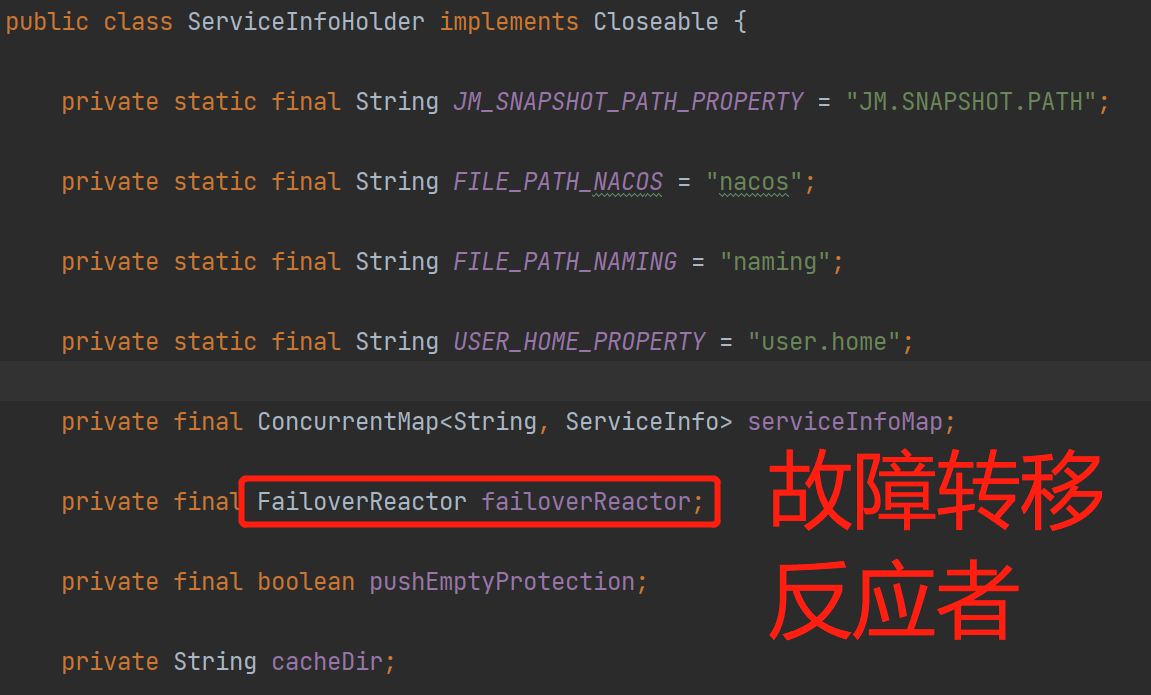 public class ServiceInfoHolder implements Closeable {
private static final String JM_SNAPSHOT_PATH_PROPERTY = "JM.SNAPSHOT.PATH";
private static final String FILE_PATH_NACOS = "nacos";
private static final String FILE_PATH_NAMING = "naming";
private static final String USER_HOME_PROPERTY = "user.home";
private final ConcurrentMap<String, ServiceInfo> serviceInfoMap;
private final FailoverReactor failoverReactor;
故障转移
反应者
private final boolean pushEmptyProtection;
private String cacheDir;